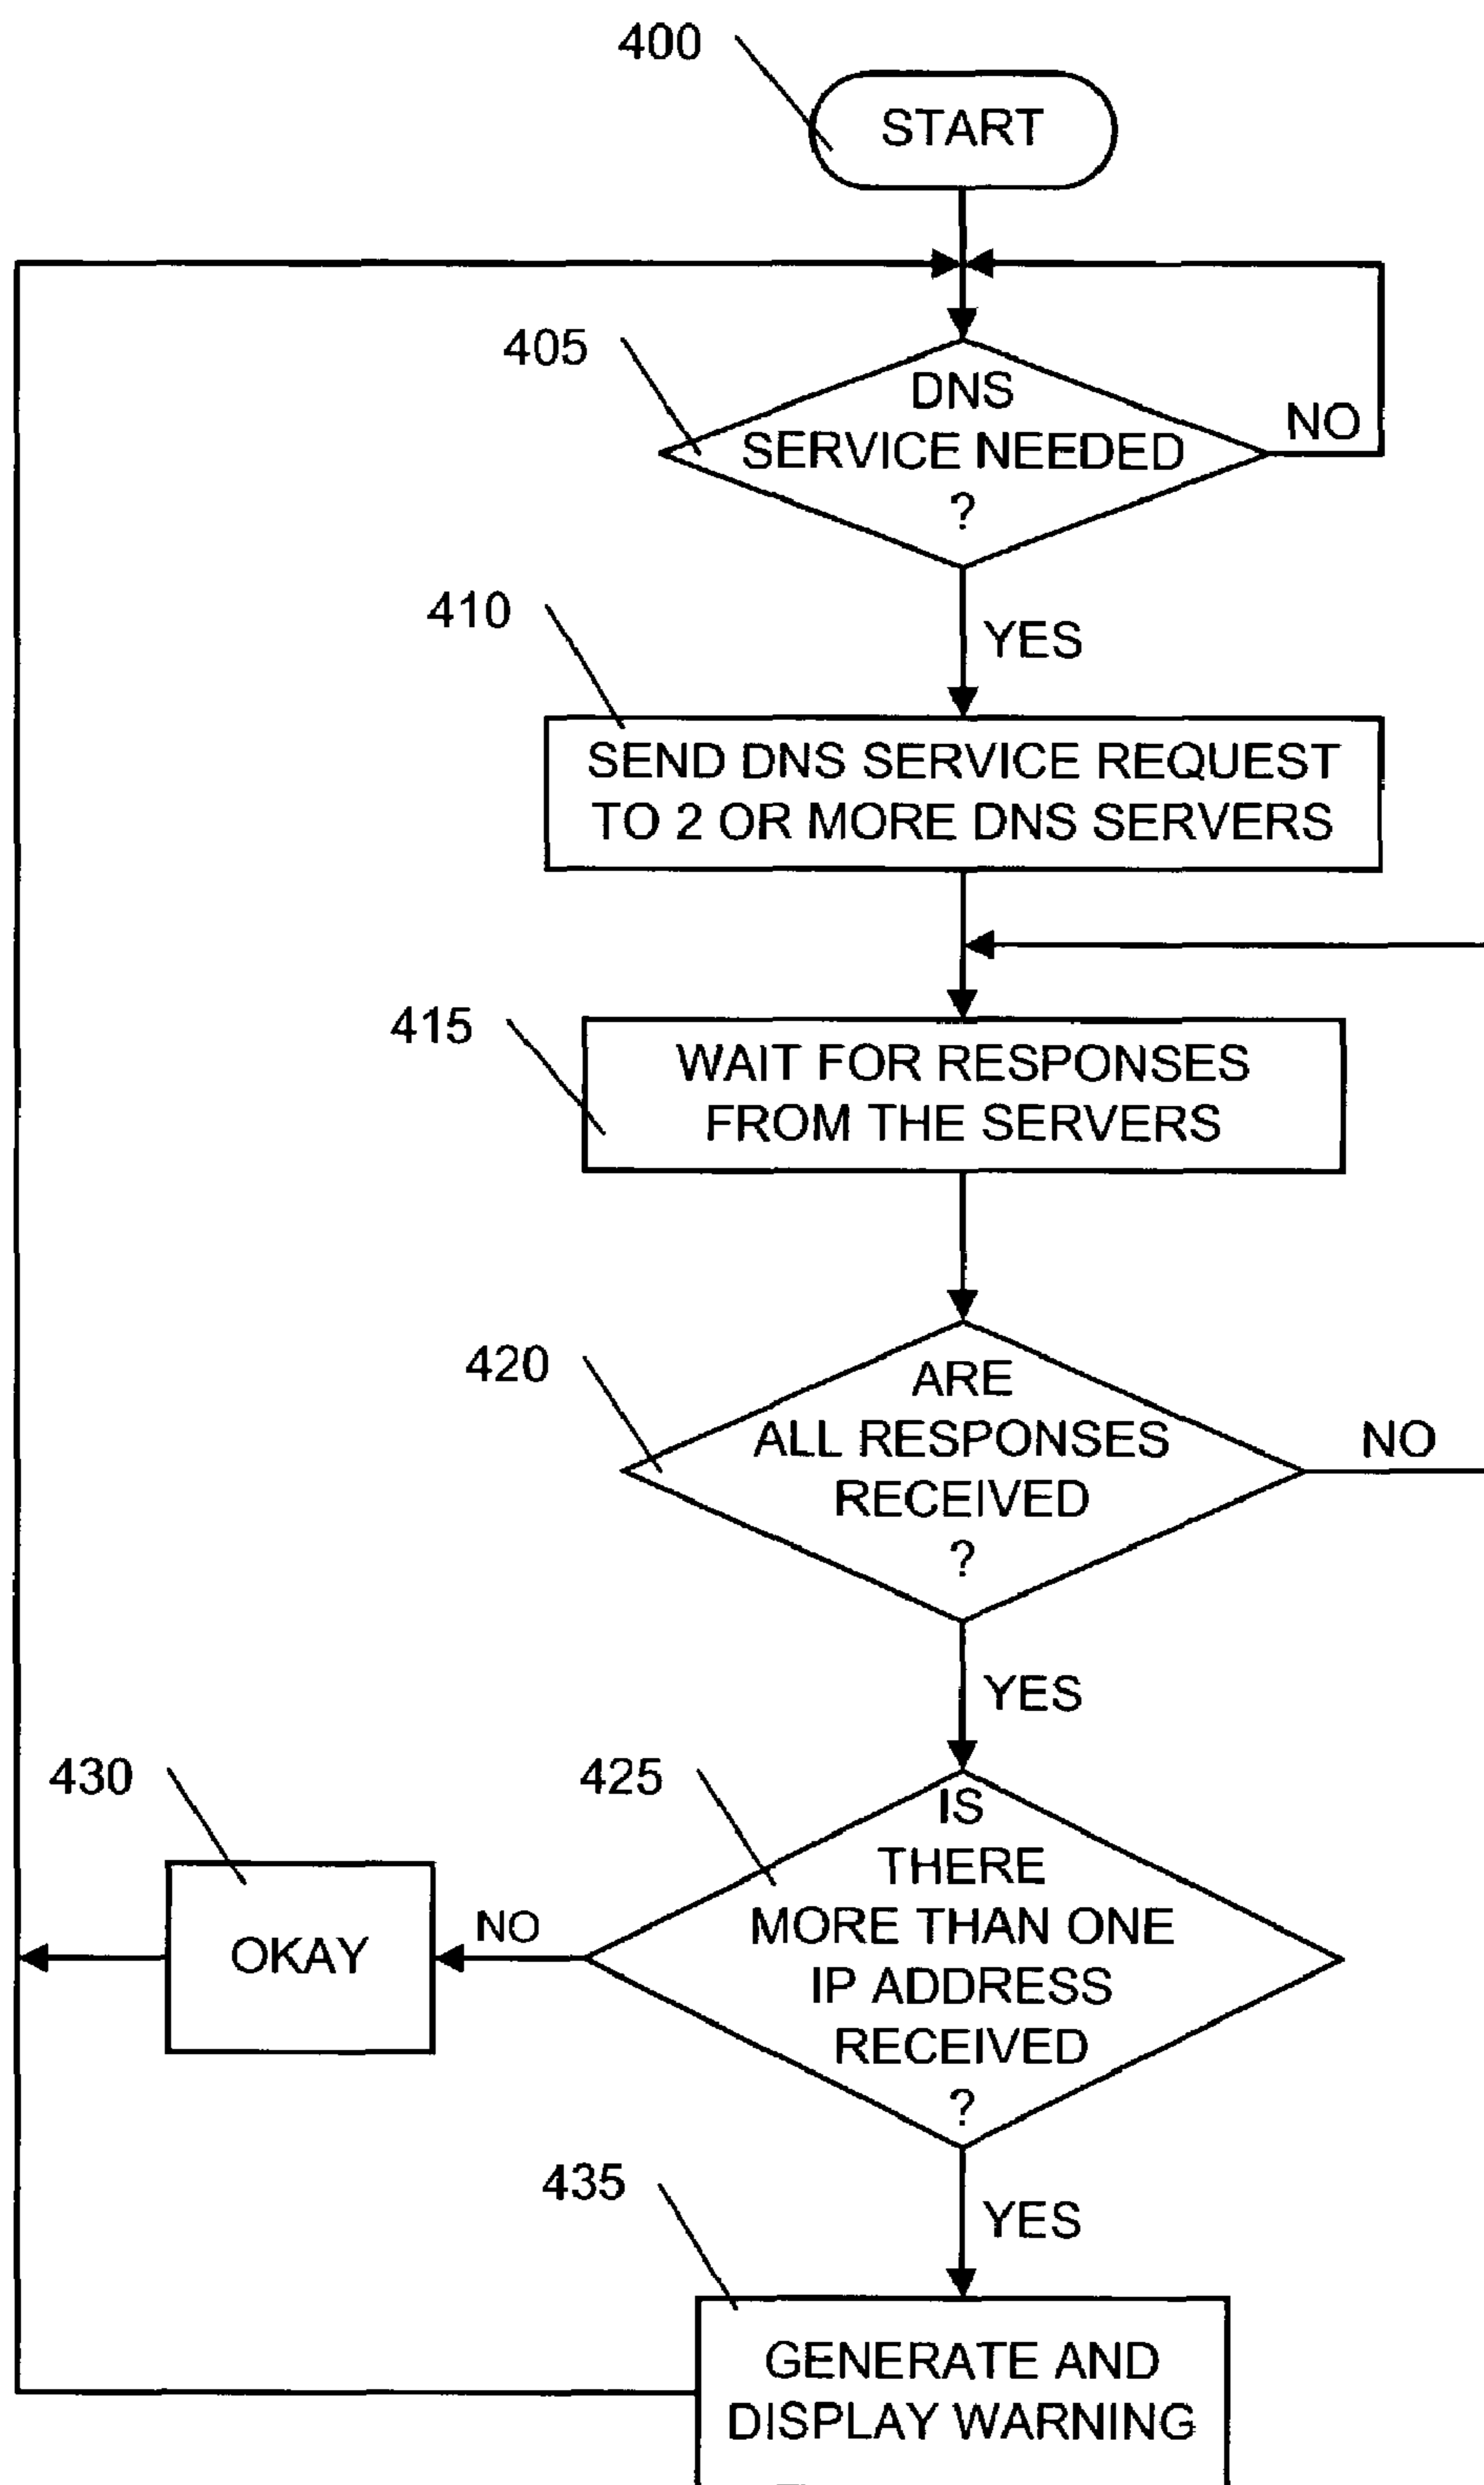 400
START
405
DNS
SERVICE NEEDED
?
NO
410
YES
SEND DNS SERVICE REQUEST
TO 2 OR MORE DNS SERVERS
415
WAIT FOR RESPONSES
FROM THE SERVERS
420
ARE
ALL RESPONSES
RECEIVED
?
NO
YES
430
425
IS
THERE
MORE THAN ONE
IP ADDRESS
RECEIVED
?
NO
OKAY
435
YES
GENERATE AND
DISPLAY WARNING